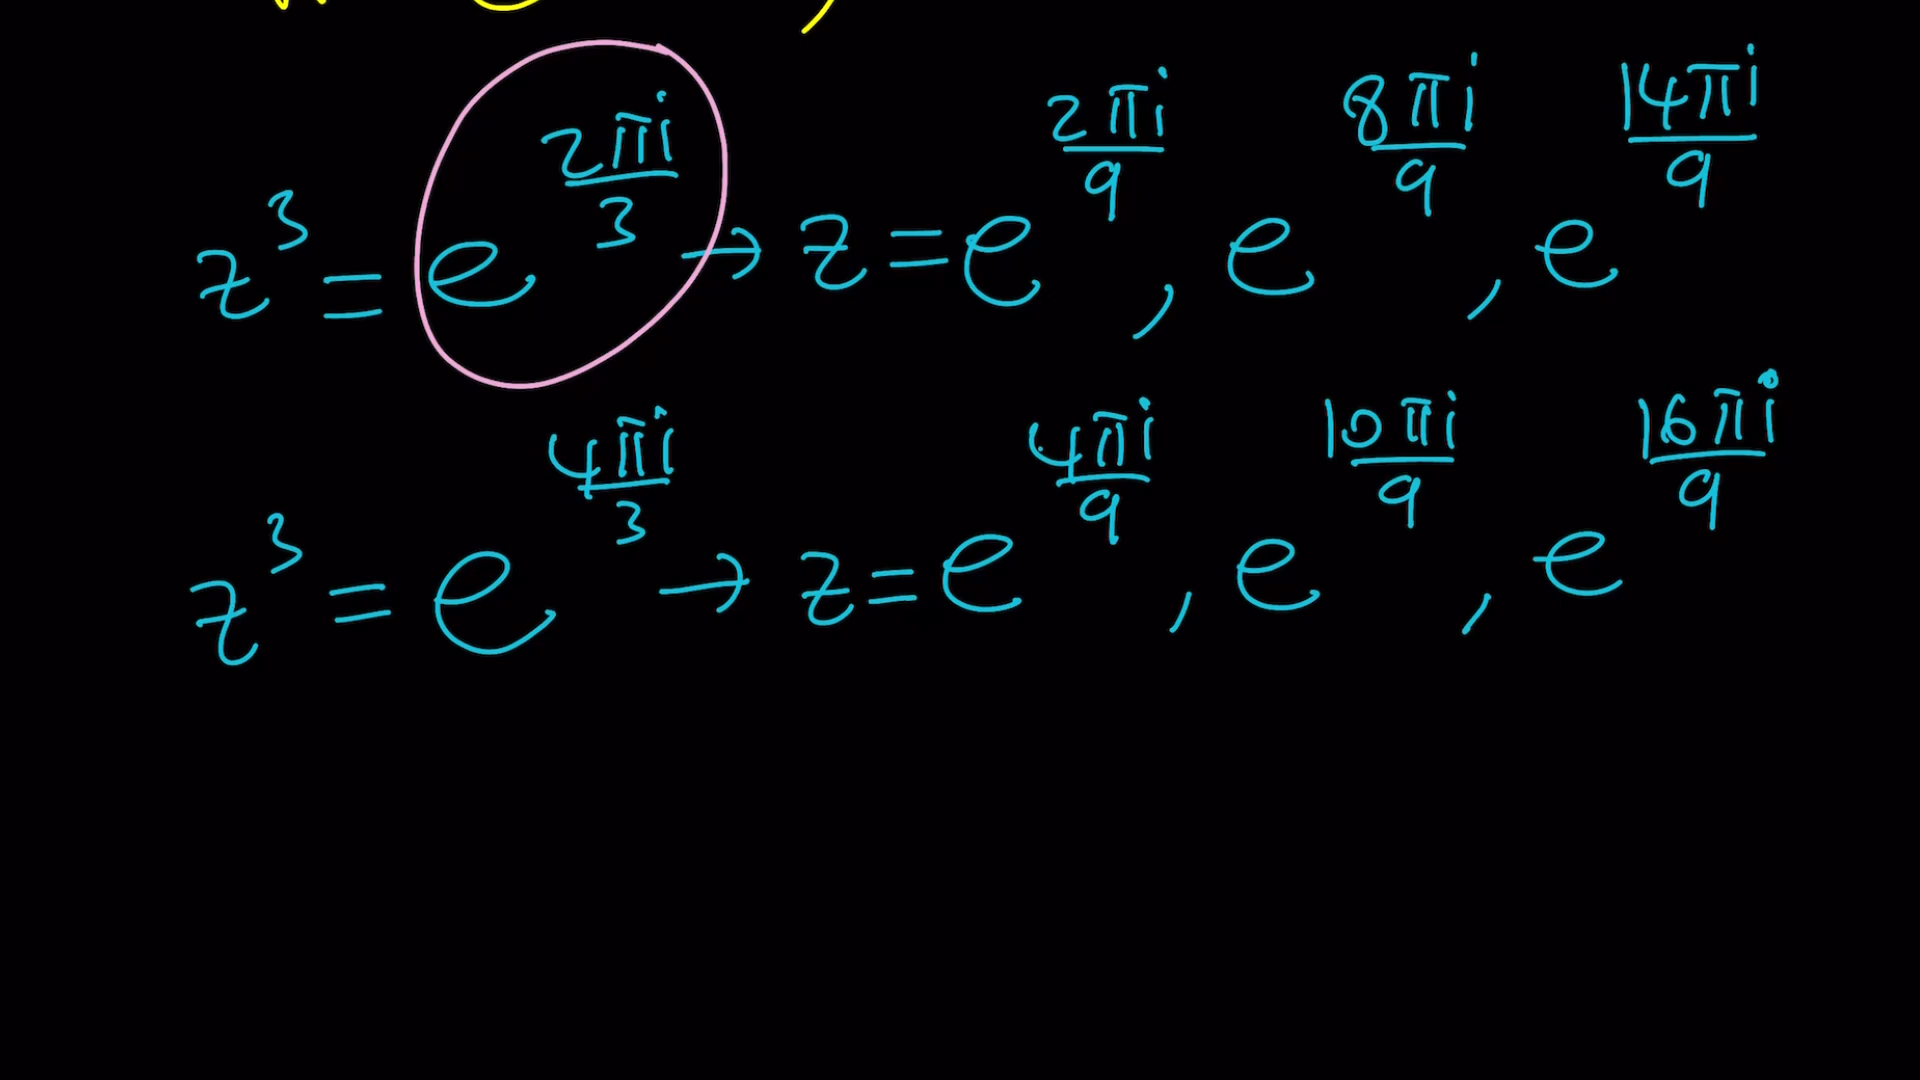 z³ = e^(2πi/3) → z = e^(2πi/9), e^(8πi/9), e^(14πi/9)
z³ = e^(4πi/3) → z = e^(4πi/9), e^(10πi/9), e^(16πi/9)